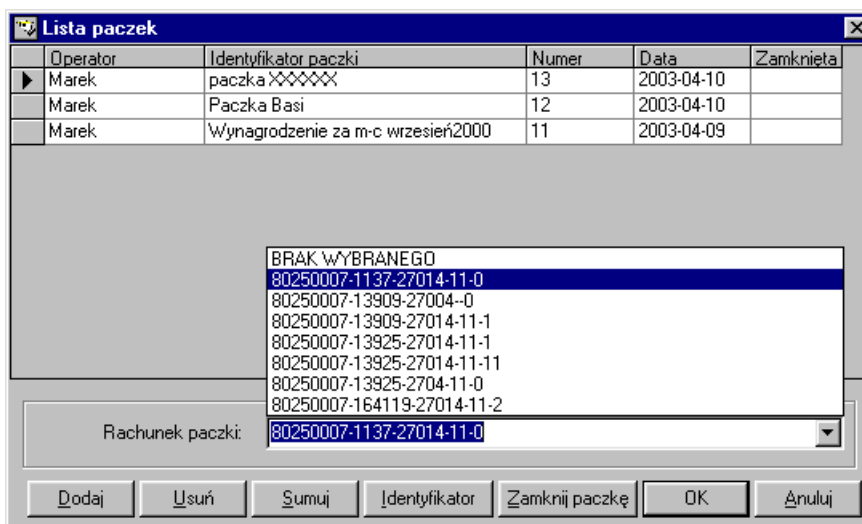 Lista paczek
Operator Identyfikator paczki Numer Data Zamknięta
Marek paczka XXXXXX 13 2003-04-10
Marek Paczka Basi 12 2003-04-10
Marek Wynagrodzenie za m-c wrzesień2000 11 2003-04-09
BRAK WYBRANEGO
80250007-1137-27014-11-0
80250007-13909-27004--0
80250007-13909-27014-11-1
80250007-13925-27014-11-1
80250007-13925-27014-11-11
80250007-13925-2704-11-0
80250007-164119-27014-11-2
Rachunek paczki: 80250007-1137-27014-11-0
Dodaj Usuń Sumuj Identyfikator Zamknij paczkę OK Anuluj